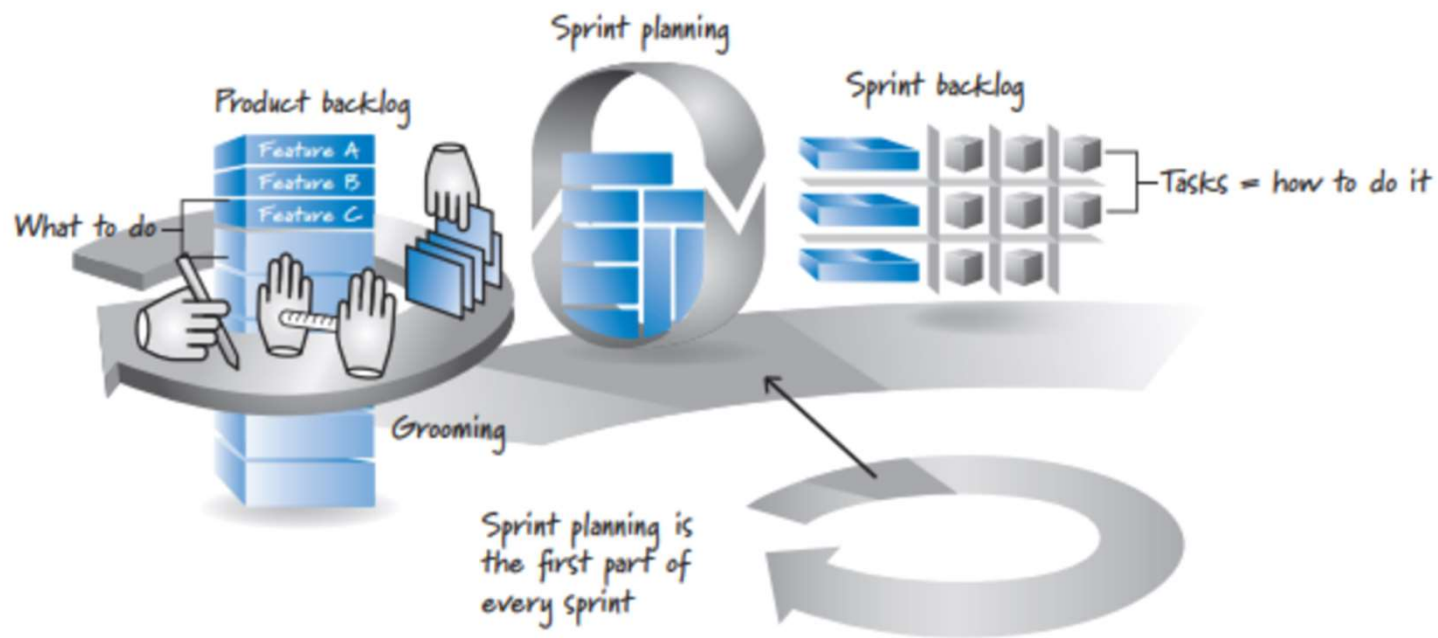 Sprint planning
Product backlog
Sprint backlog
Feature A
Feature B
Feature C
What to do
Tasks = how to do it
Grooming
Sprint planning is
the first part of
every sprint